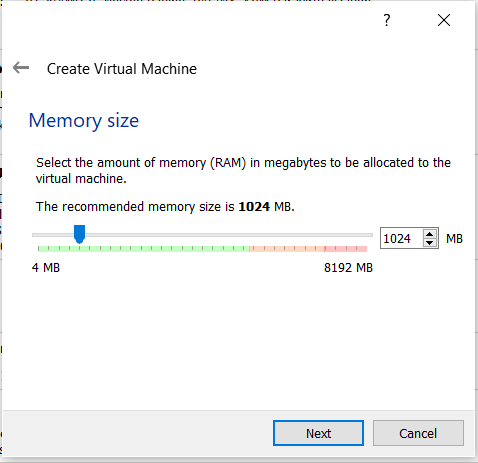 ?
Create Virtual Machine
Memory size
Select the amount of memory (RAM) in megabytes to be allocated to the
virtual machine.
The recommended memory size is 1024 MB.
1024 MB
4 MB 8192 MB
Next Cancel